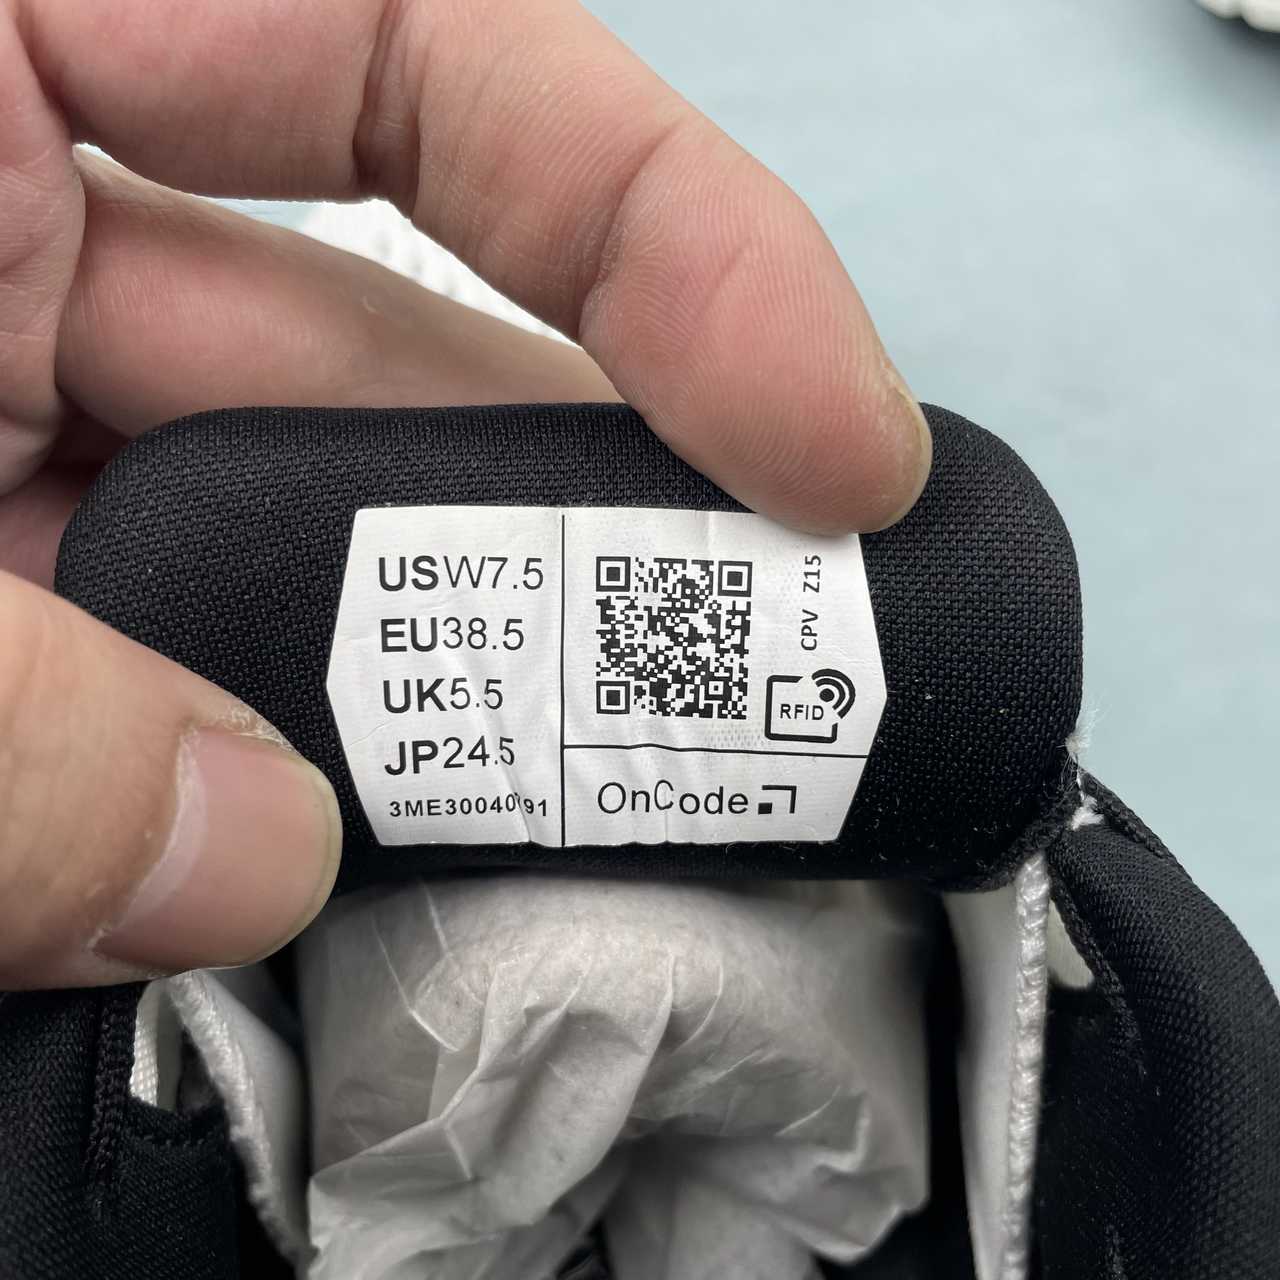 USW7.5
EU38.5
UK5.5
JP24.5
CPV Z15
RFID
OnCode